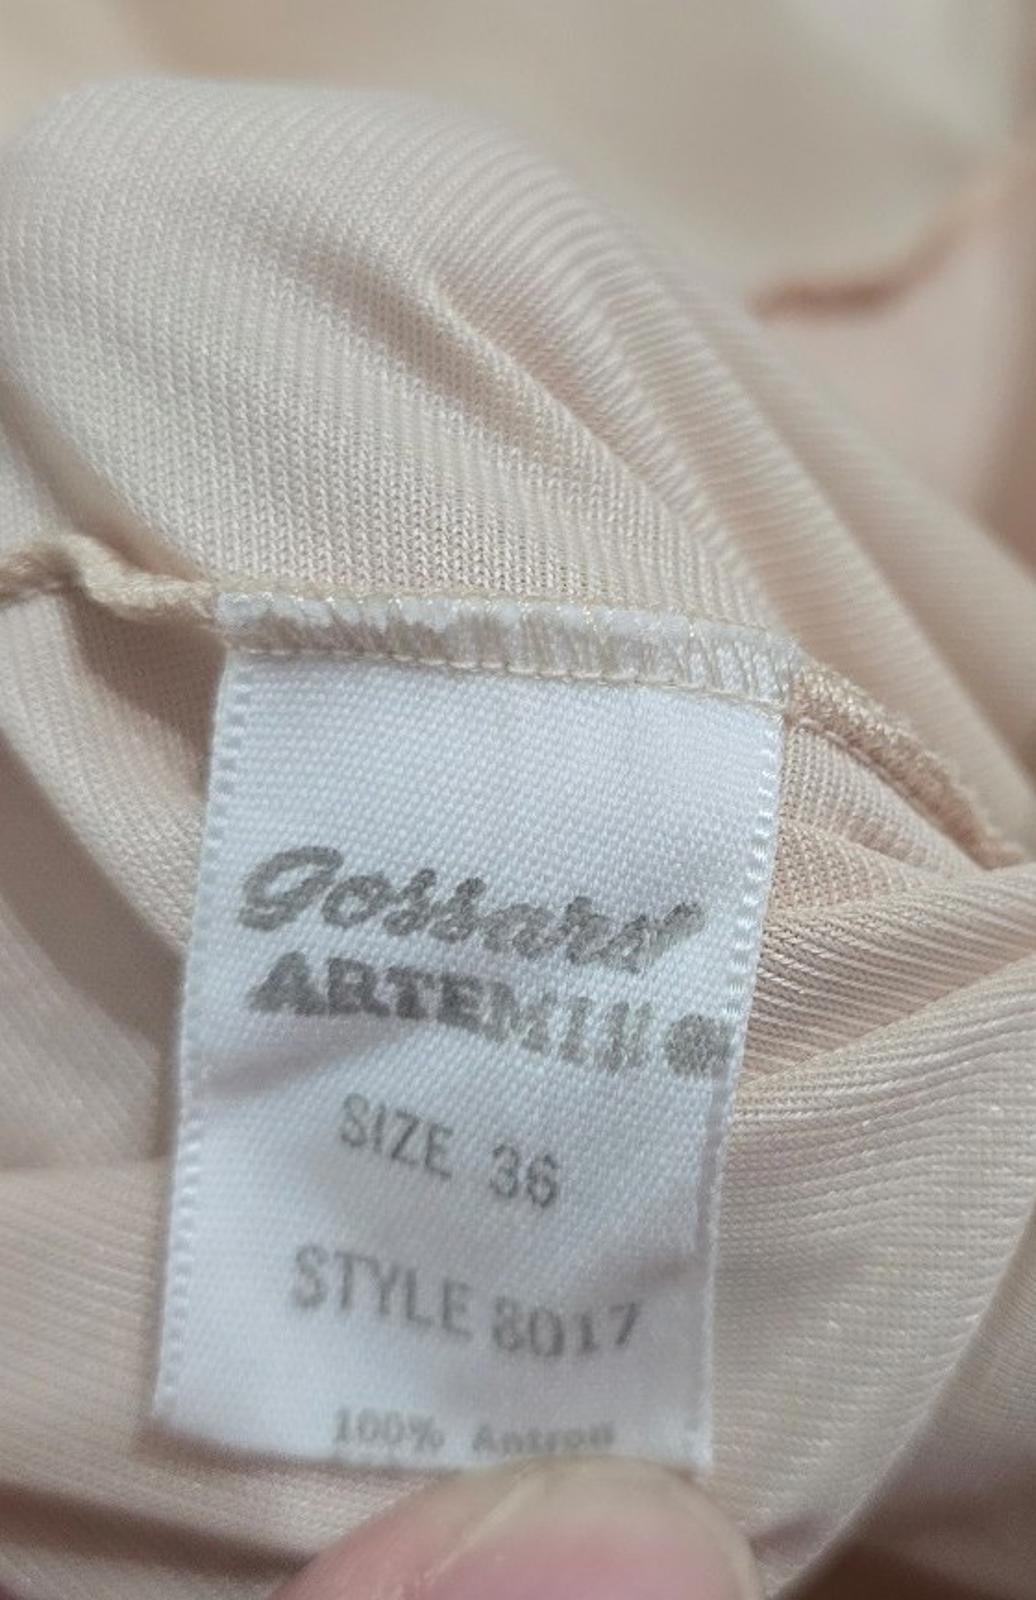 Gossard
ARTEMIS ®
SIZE 36
STYLE 8017
100% Antron